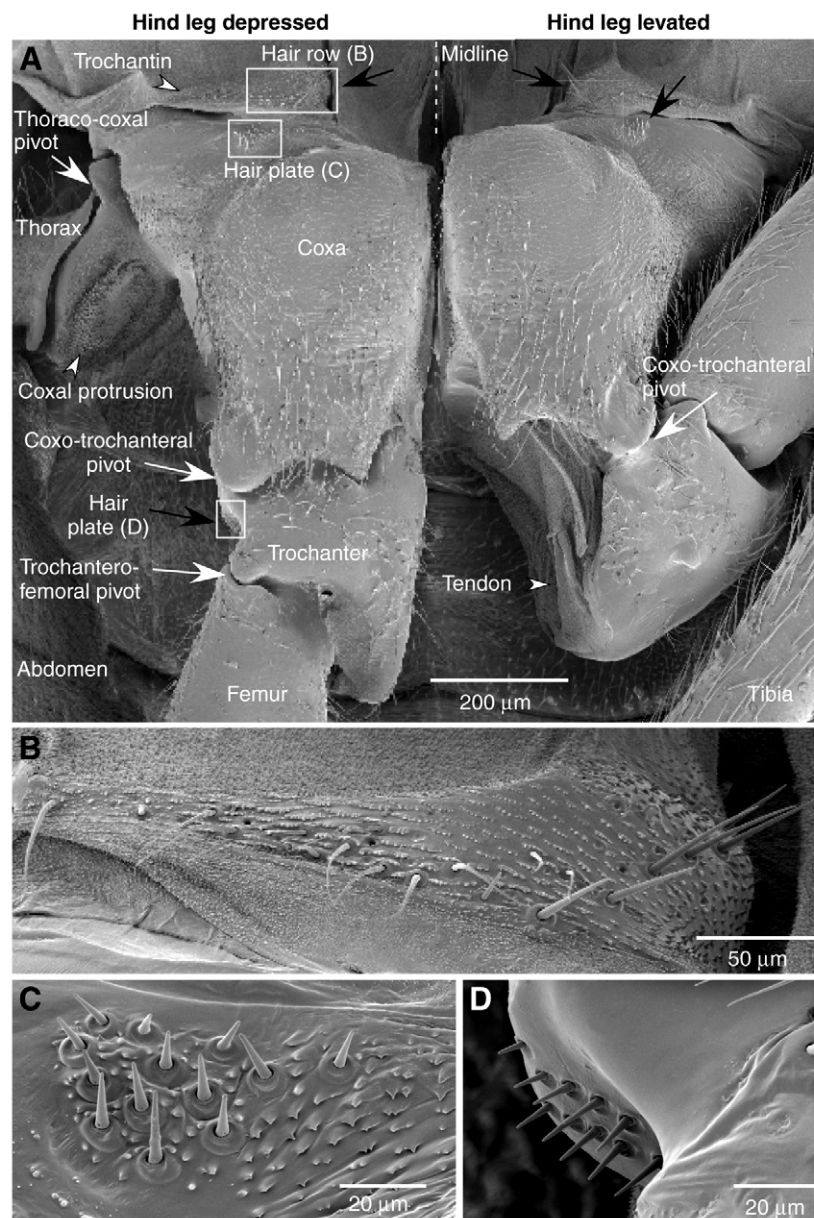 Hind leg depressed
Hind leg levated
A
Hair row (B)
Midline
Trochantin
Thoraco-coxal
pivot
Hair plate (C)
Thorax
Coxa
Coxal protrusion
Coxo-trochanteral
pivot
Coxo-trochanteral
pivot
Hair
plate (D)
Trochanter
Trochantero-
femoral pivot
Tendon
Abdomen
Femur
200 μm
Tibia
B
50 μm
C
20 μm
D
20 μm